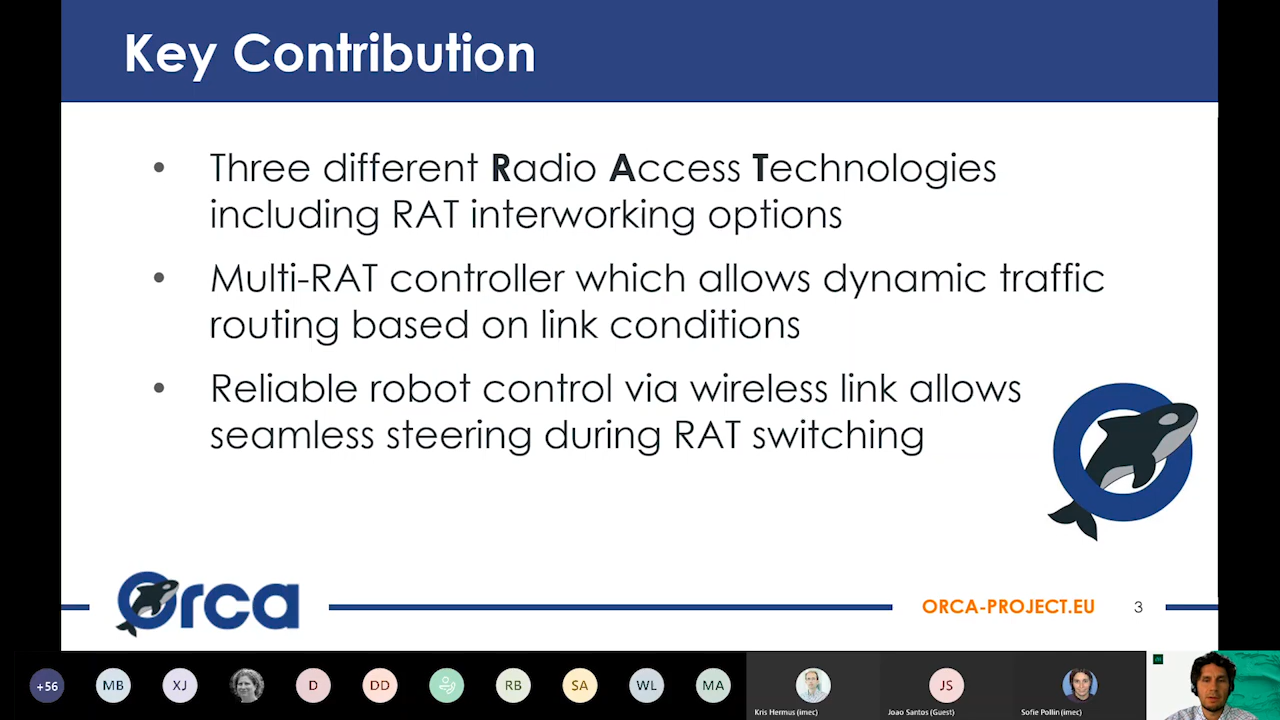 Key Contribution
• Three different Radio Access Technologies
including RAT interworking options
• Multi-RAT controller which allows dynamic traffic
routing based on link conditions
• Reliable robot control via wireless link allows
seamless steering during RAT switching
Orca
ORCA-PROJECT.EU 3
+56 MB XJ D DD RB SA WL MA JS
Kris Hermus (imec) Joao Santos (Guest) Sofie Pollin (imec)